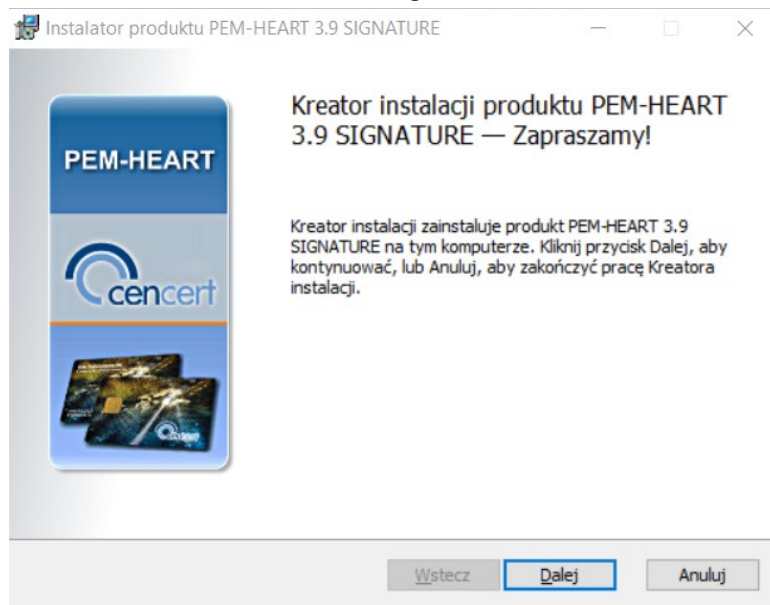 Instalator produktu PEM-HEART 3.9 SIGNATURE
PEM-HEART
cencert
Kreator instalacji produktu PEM-HEART
3.9 SIGNATURE — Zapraszamy!
Kreator instalacji zainstaluje produkt PEM-HEART 3.9
SIGNATURE na tym komputerze. Kliknij przycisk Dalej, aby
kontynuować, lub Anuluj, aby zakończyć pracę Kreatora
instalacji.
Wstecz
Dalej
Anuluj